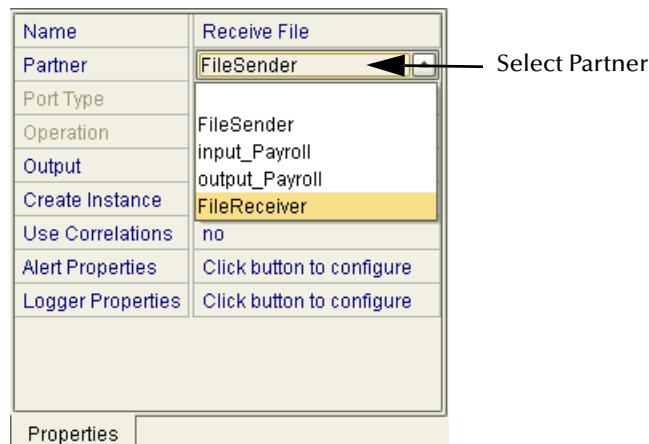 Name Receive File
Partner FileSender Select Partner
Port Type
Operation FileSender
input_Payroll
Output output_Payroll
Create Instance FileReceiver
Use Correlations no
Alert Properties Click button to configure
Logger Properties Click button to configure
Properties